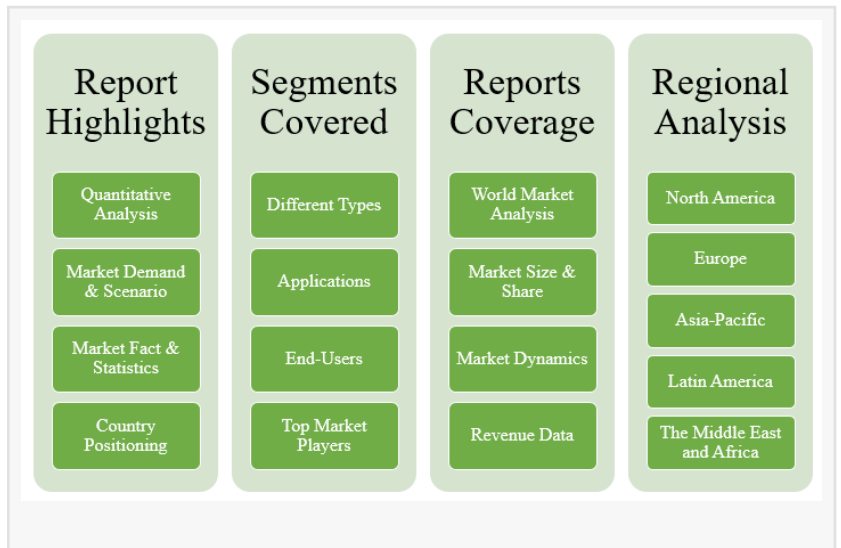 Report
Highlights
Quantitative
Analysis
Market Demand
& Scenario
Market Fact &
Statistics
Country
Positioning
Segments
Covered
Different Types
Applications
End-Users
Top Market
Players
Reports
Coverage
World Market
Analysis
Market Size &
Share
Market Dynamics
Revenue Data
Regional
Analysis
North America
Europe
Asia-Pacific
Latin America
The Middle East
and Africa